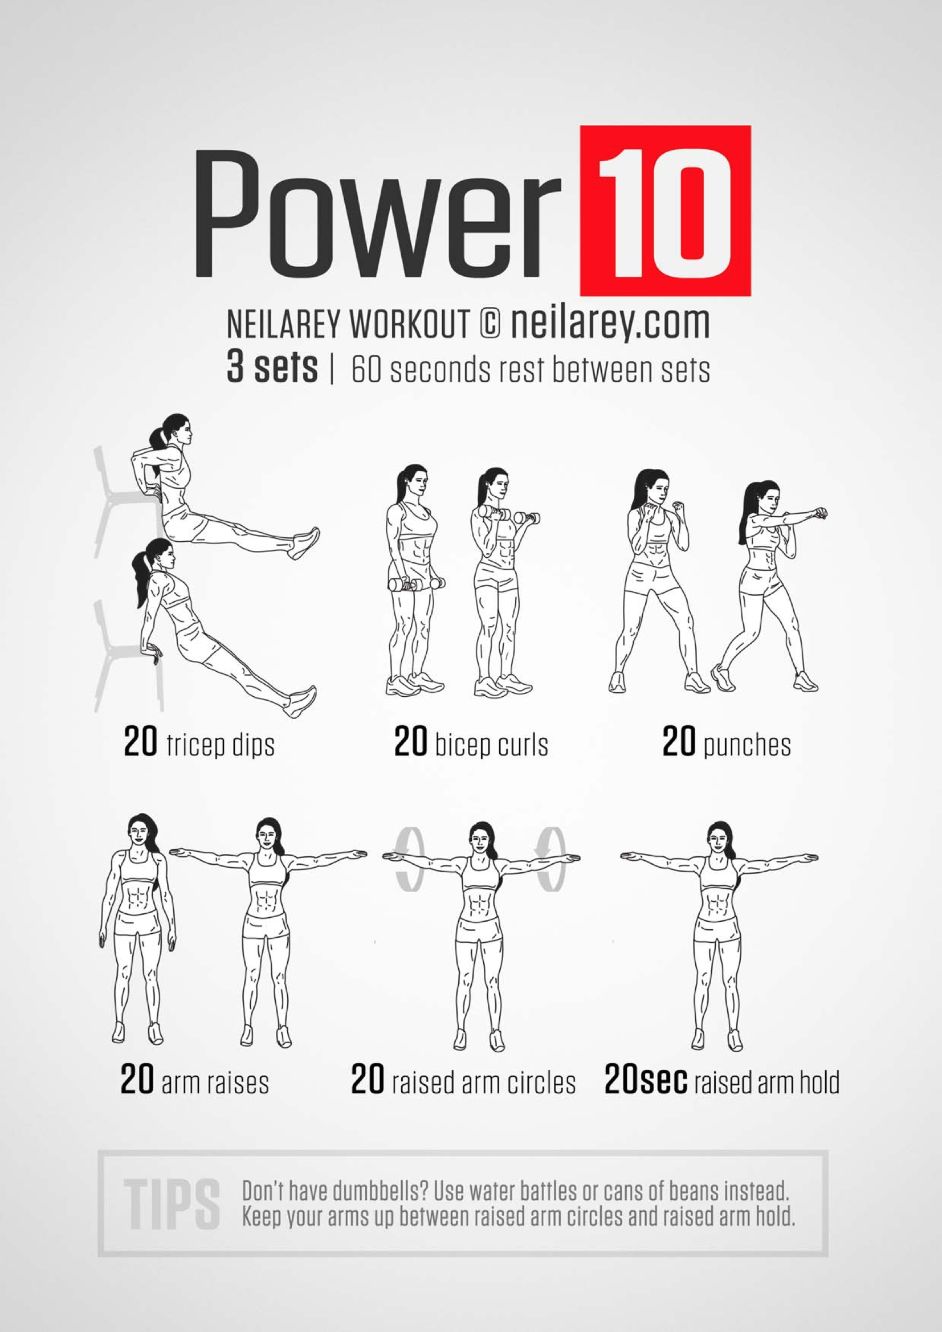 Power 10
NEILAREY WORKOUT © neilarey.com
3 sets | 60 seconds rest between sets
20 tricep dips
20 bicep curls
20 punches
20 arm raises
20 raised arm circles
20sec raised arm hold
TIPS
Don't have dumbbells? Use water battles or cans of beans instead.
Keep your arms up between raised arm circles and raised arm hold.